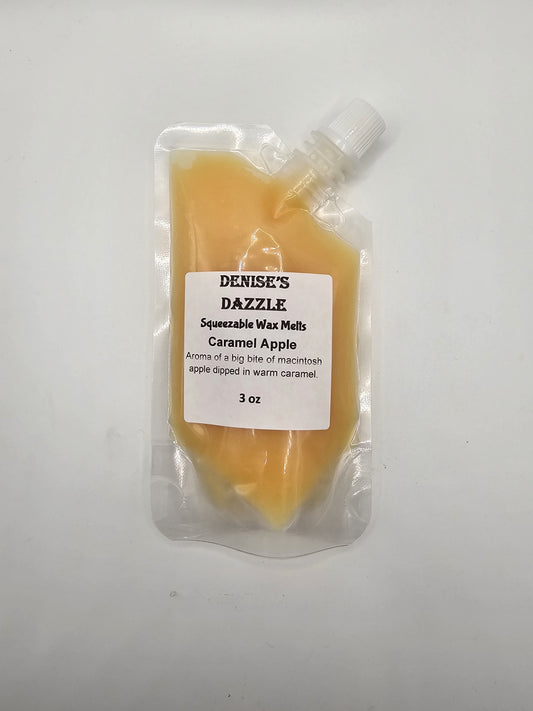 DENISE'S
DAZZLE
Squeezable Wax Melts
Caramel Apple
Aroma of a big bite of macintosh
apple dipped in warm caramel.
3 oz